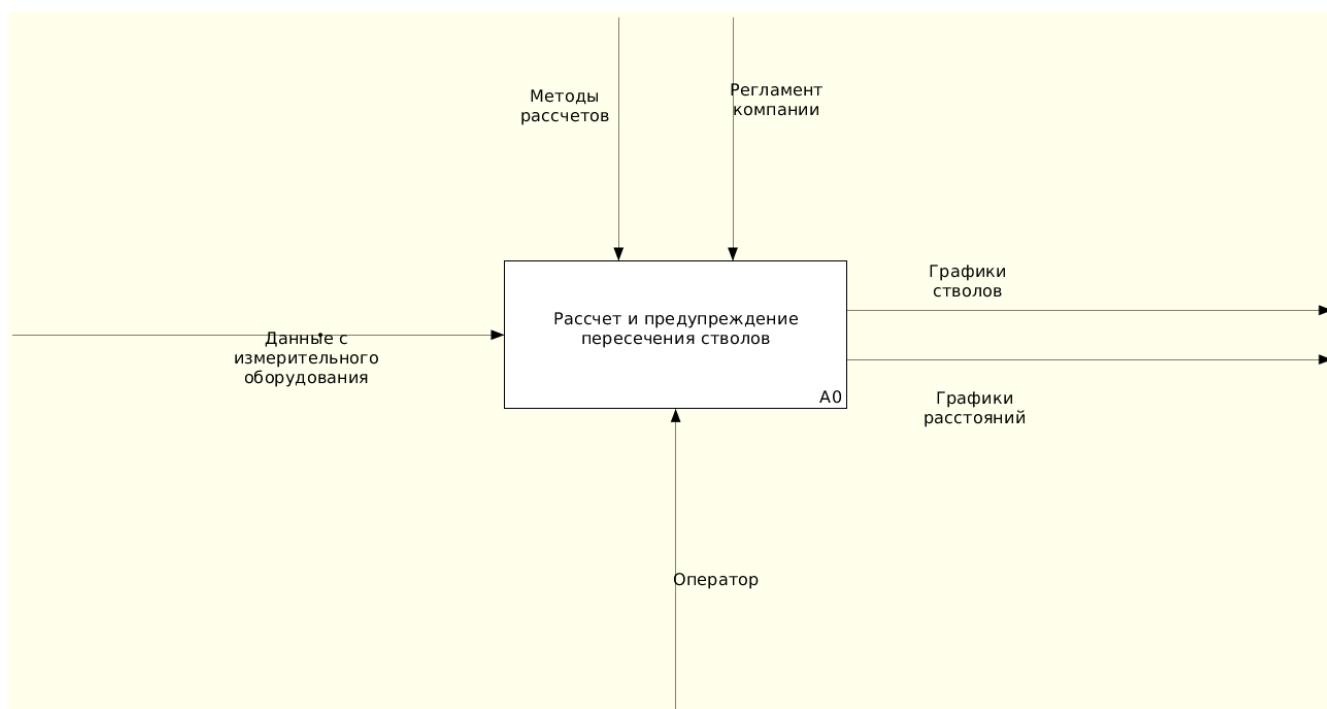 Методы
рассчетов
Регламент
компании
Графики
стволов
Рассчет и предупреждение
пересечения стволов
Данные с
измерительного
оборудования
A0
Графики
расстояний
Оператор